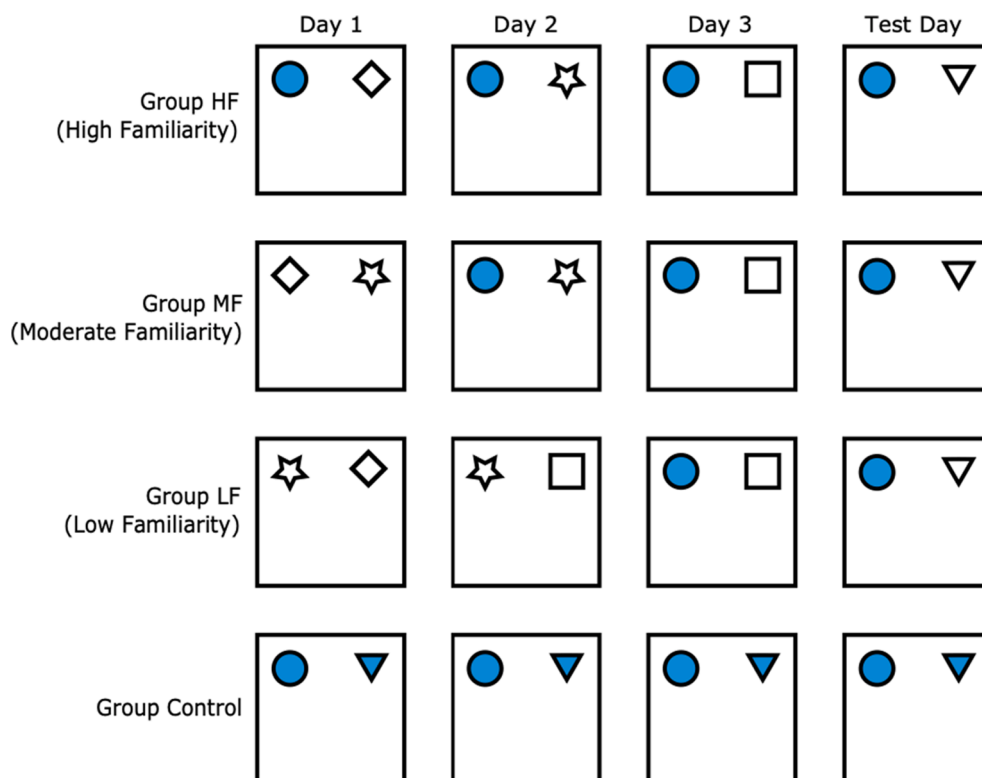 Day 1
Day 2
Day 3
Test Day
Group HF
(High Familiarity)
Group MF
(Moderate Familiarity)
Group LF
(Low Familiarity)
Group Control